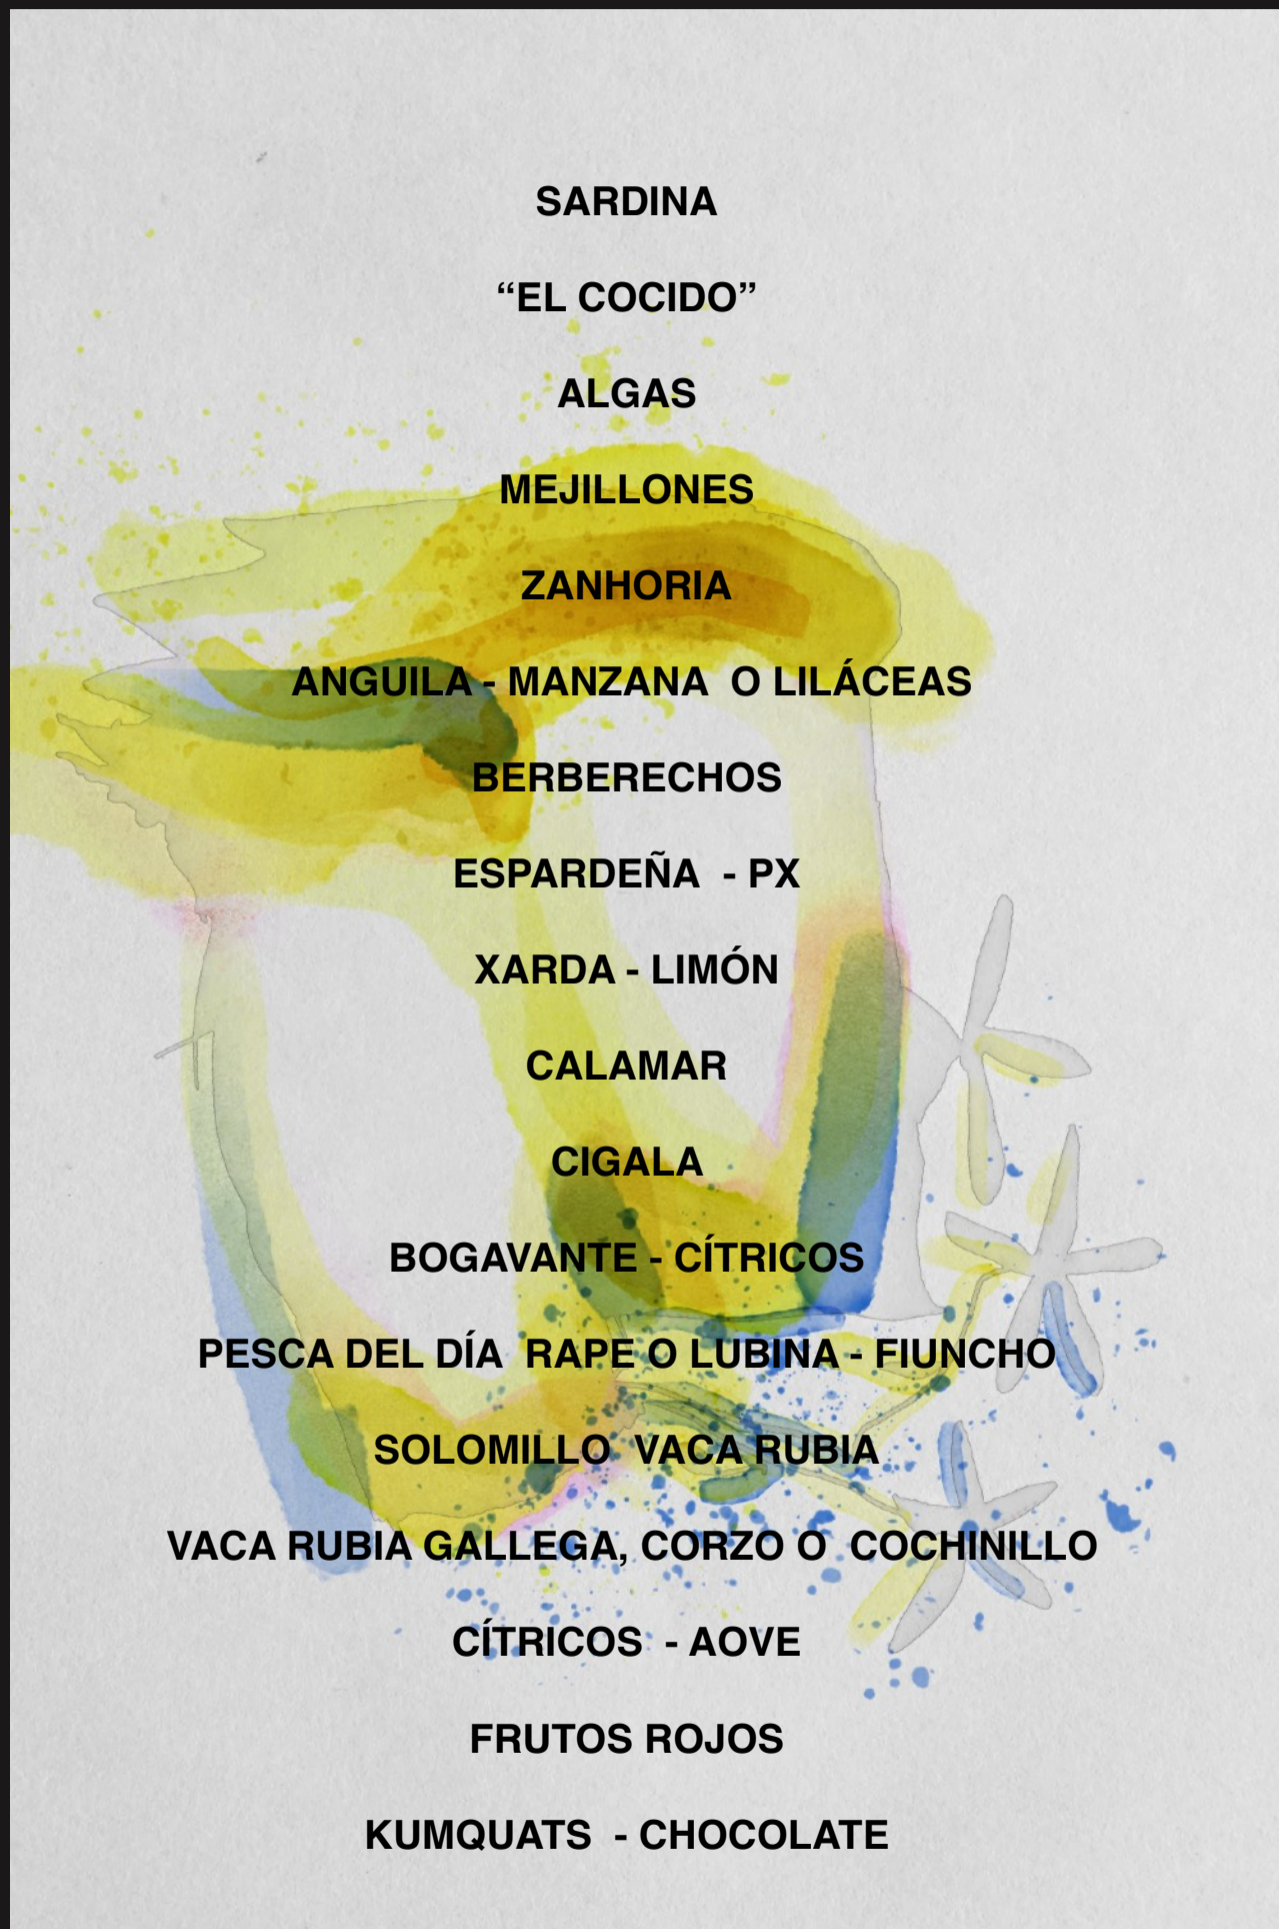 SARDINA
“EL COCIDO”
ALGAS
MEJILLONES
ZANHORIA
ANGUILA - MANZANA O LILÁCEAS
BERBERECHOS
ESPARDEÑA - PX
XARDA - LIMÓN
CALAMAR
CIGALA
BOGAVANTE - CÍTRICOS
PESCA DEL DÍA RAPE O LUBINA - FIUNCHO
SOLOMILLO VACA RUBIA
VACA RUBIA GALLEGA, CORZO O COCHINILLO
CÍTRICOS - AOVE
FRUTOS ROJOS
KUMQUATS - CHOCOLATE